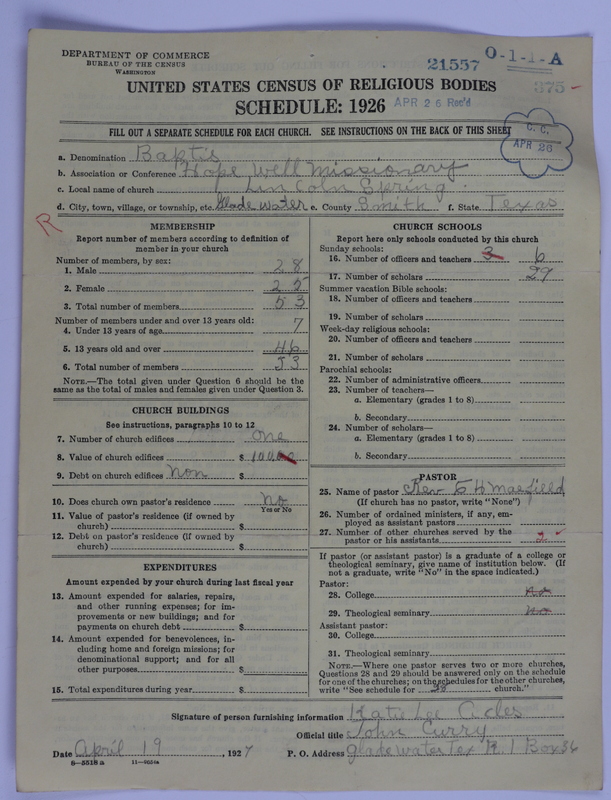 DEPARTMENT OF COMMERCE
BUREAU OF THE CENSUS
WASHINGTON
21557 0-1-1-A
375
UNITED STATES CENSUS OF RELIGIOUS BODIES
SCHEDULE: 1926 APR 26 Rec'd
FILL OUT A SEPARATE SCHEDULE FOR EACH CHURCH. SEE INSTRUCTIONS ON THE BACK OF THIS SHEET
C. C.
APR 26
a. Denomination Baptis
b. Association or Conference Hope Well Missionary
c. Local name of church Lin Coln Spring
d. City, town, village, or township, etc. Glade Water e. County Smith f. State Texas
R
MEMBERSHIP
Report number of members according to definition of
member in your church
Number of members, by sex:
1. Male 28
2. Female 25
3. Total number of members 53
Number of members under and over 13 years old:
4. Under 13 years of age 7
5. 13 years old and over 46
6. Total number of members 53
NOTE.—The total given under Question 6 should be the
same as the total of males and females given under Question 3.
CHURCH BUILDINGS
See instructions, paragraphs 10 to 12
7. Number of church edifices one
8. Value of church edifices $
9. Debt on church edifices non $
10. Does church own pastor's residence no
Yes or No
11. Value of pastor's residence (if owned by
church) $
12. Debt on pastor's residence (if owned by
church) $
EXPENDITURES
Amount expended by your church during last fiscal year
13. Amount expended for salaries, repairs,
and other running expenses; for im-
provements or new buildings; and for
payments on church debt $
14. Amount expended for benevolences, in-
cluding home and foreign missions; for
denominational support; and for all
other purposes $
15. Total expenditures during year $
CHURCH SCHOOLS
Report here only schools conducted by this church
Sunday schools:
16. Number of officers and teachers 3 6
17. Number of scholars 29
Summer vacation Bible schools:
18. Number of officers and teachers
19. Number of scholars
Week-day religious schools:
20. Number of officers and teachers
21. Number of scholars
Parochial schools:
22. Number of administrative officers
23. Number of teachers—
a. Elementary (grades 1 to 8)
b. Secondary
24. Number of scholars—
a. Elementary (grades 1 to 8)
b. Secondary
PASTOR
25. Name of pastor Rev
(If church has no pastor, write "None")
26. Number of ordained ministers, if any, em-
ployed as assistant pastors
27. Number of other churches served by the
pastor or his assistants 2
If pastor (or assistant pastor) is a graduate of a college or
theological seminary, give name of institution below. (If
not a graduate, write "No" in the space indicated.)
Pastor:
28. College no
29. Theological seminary no
Assistant pastor:
30. College
31. Theological seminary
NOTE.—Where one pastor serves two or more churches,
Questions 28 and 29 should be answered only on the schedule
for one of the churches; on the schedules for the other churches,
write "See schedule for church."
Signature of person furnishing information Katie Lee Acles
Official title John Curry
Date April 19, 1927 P. O. Address Gladewater Tex R. 1 Box 36
8—5518 a